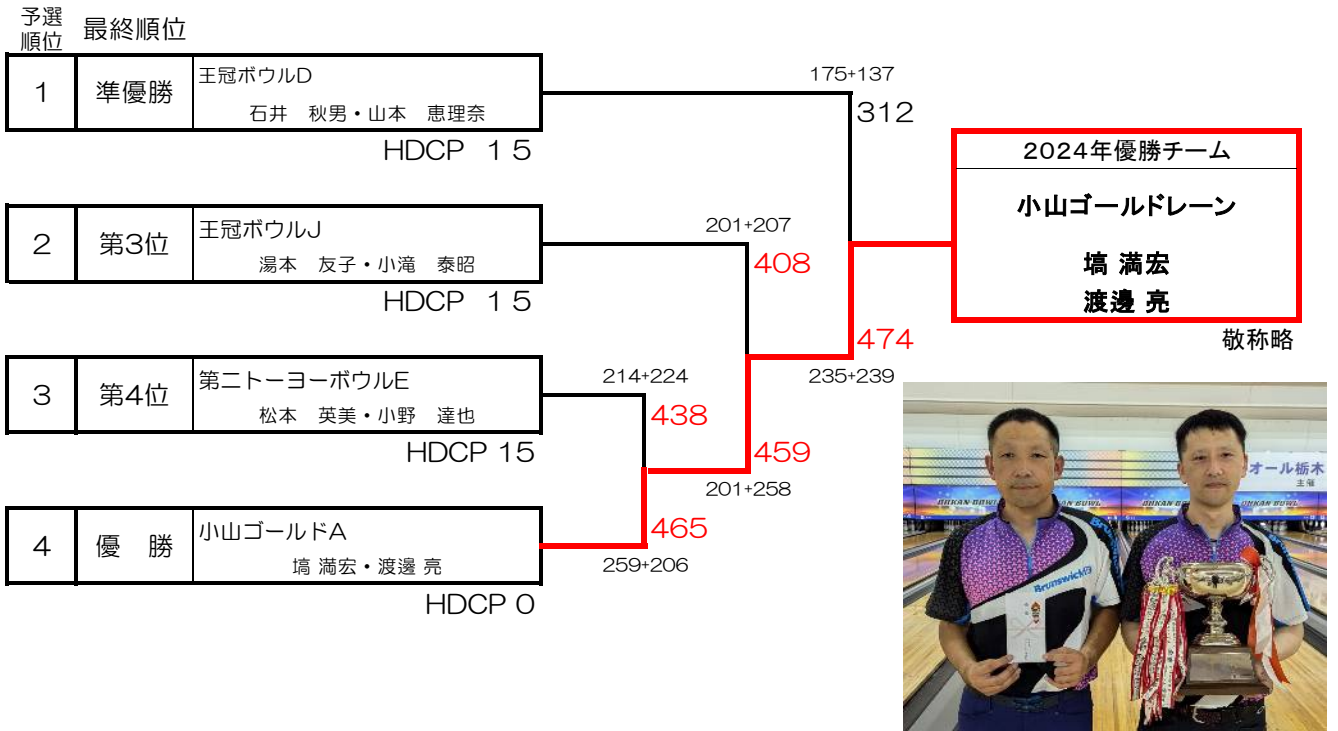 予選
順位
最終順位
1
準優勝
王冠ボウルD
石井　秋男・山本　恵理奈
HDCP １５
175+137
312
2024年優勝チーム
小山ゴールドレーン
塙 満宏
渡邊 亮
敬称略
2
第3位
王冠ボウルJ
湯本　友子・小滝　泰昭
HDCP １５
201+207
408
474
235+239
3
第4位
第二トーヨーボウルE
松本　英美・小野　達也
HDCP 15
214+224
438
459
201+258
4
優　勝
小山ゴールドA
塙 満宏・渡邊 亮
HDCP 0
465
259+206
オール栃木
主催
OHKAN BOWL
OHKAN BOWL
OHKAN BOWL
Brunswick
Brunswick